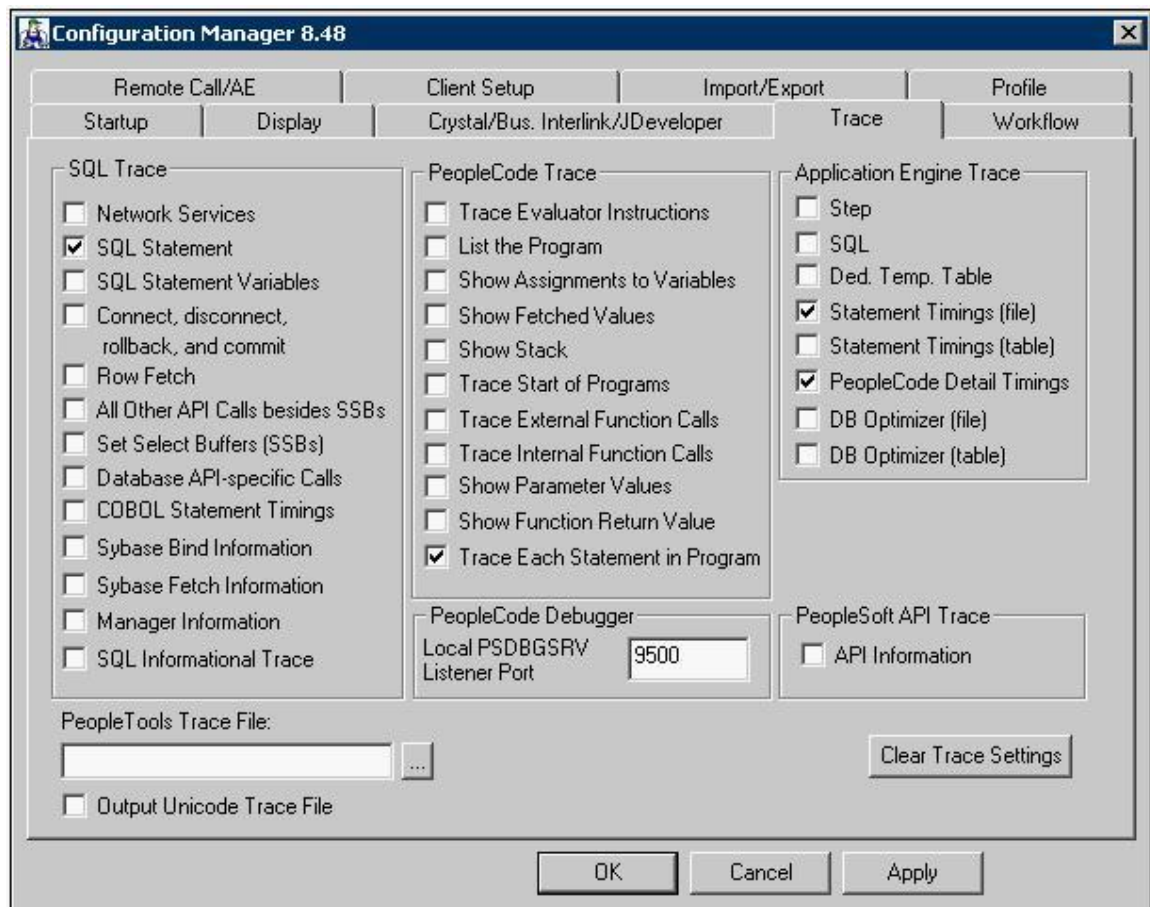 Configuration Manager 8.48
Remote Call/AE
Client Setup
Import/Export
Profile
Startup
Display
Crystal/Bus. Interlink/JDeveloper
Trace
Workflow
SQL Trace
Network Services
SQL Statement
SQL Statement Variables
Connect, disconnect,
rollback, and commit
Row Fetch
All Other API Calls besides SSBs
Set Select Buffers (SSBs)
Database API-specific Calls
COBOL Statement Timings
Sybase Bind Information
Sybase Fetch Information
Manager Information
SQL Informational Trace
PeopleCode Trace
Trace Evaluator Instructions
List the Program
Show Assignments to Variables
Show Fetched Values
Show Stack
Trace Start of Programs
Trace External Function Calls
Trace Internal Function Calls
Show Parameter Values
Show Function Return Value
Trace Each Statement in Program
Application Engine Trace
Step
SQL
Ded. Temp. Table
Statement Timings (file)
Statement Timings (table)
PeopleCode Detail Timings
DB Optimizer (file)
DB Optimizer (table)
PeopleCode Debugger
Local PSDBGSRV
Listener Port
9500
PeopleSoft API Trace
API Information
PeopleTools Trace File:
...
Clear Trace Settings
Output Unicode Trace File
OK
Cancel
Apply